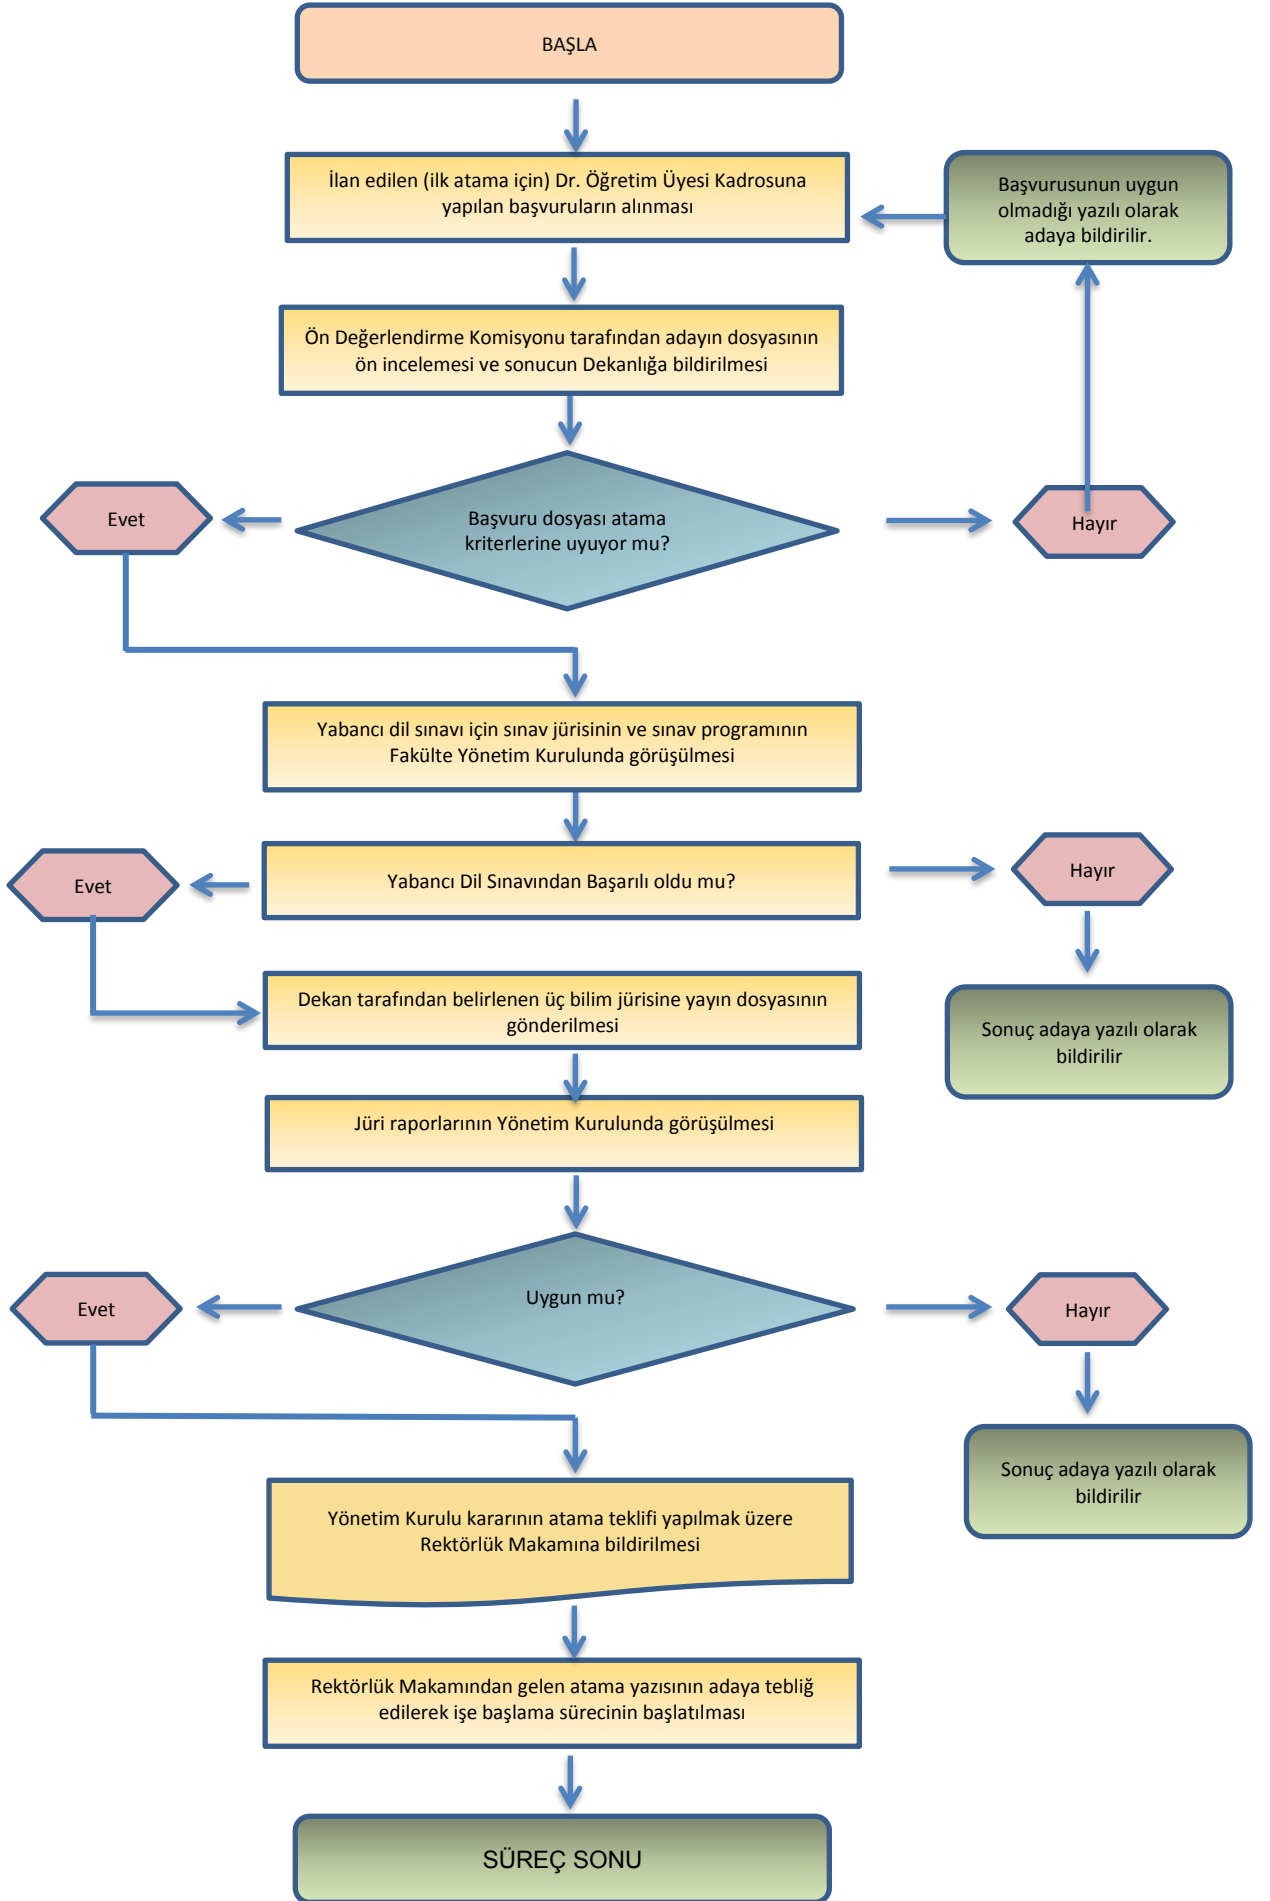 BAŞLA
İlan edilen (ilk atama için) Dr. Öğretim Üyesi Kadrosuna
yapılan başvuruların alınması
Başvurusunun uygun
olmadığı yazılı olarak
adaya bildirilir.
Ön Değerlendirme Komisyonu tarafından adayın dosyasının
ön incelemesi ve sonucun Dekanlığa bildirilmesi
Evet
Başvuru dosyası atama
kriterlerine uyuyor mu?
Hayır
Yabancı dil sınavı için sınav jürisinin ve sınav programının
Fakülte Yönetim Kurulunda görüşülmesi
Evet
Yabancı Dil Sınavından Başarılı oldu mu?
Hayır
Dekan tarafından belirlenen üç bilim jürisine yayın dosyasının
gönderilmesi
Sonuç adaya yazılı olarak
bildirilir
Jüri raporlarının Yönetim Kurulunda görüşülmesi
Evet
Uygun mu?
Hayır
Sonuç adaya yazılı olarak
bildirilir
Yönetim Kurulu kararının atama teklifi yapılmak üzere
Rektörlük Makamına bildirilmesi
Rektörlük Makamından gelen atama yazısının adaya tebliğ
edilerek işe başlama sürecinin başlatılması
SÜREÇ SONU